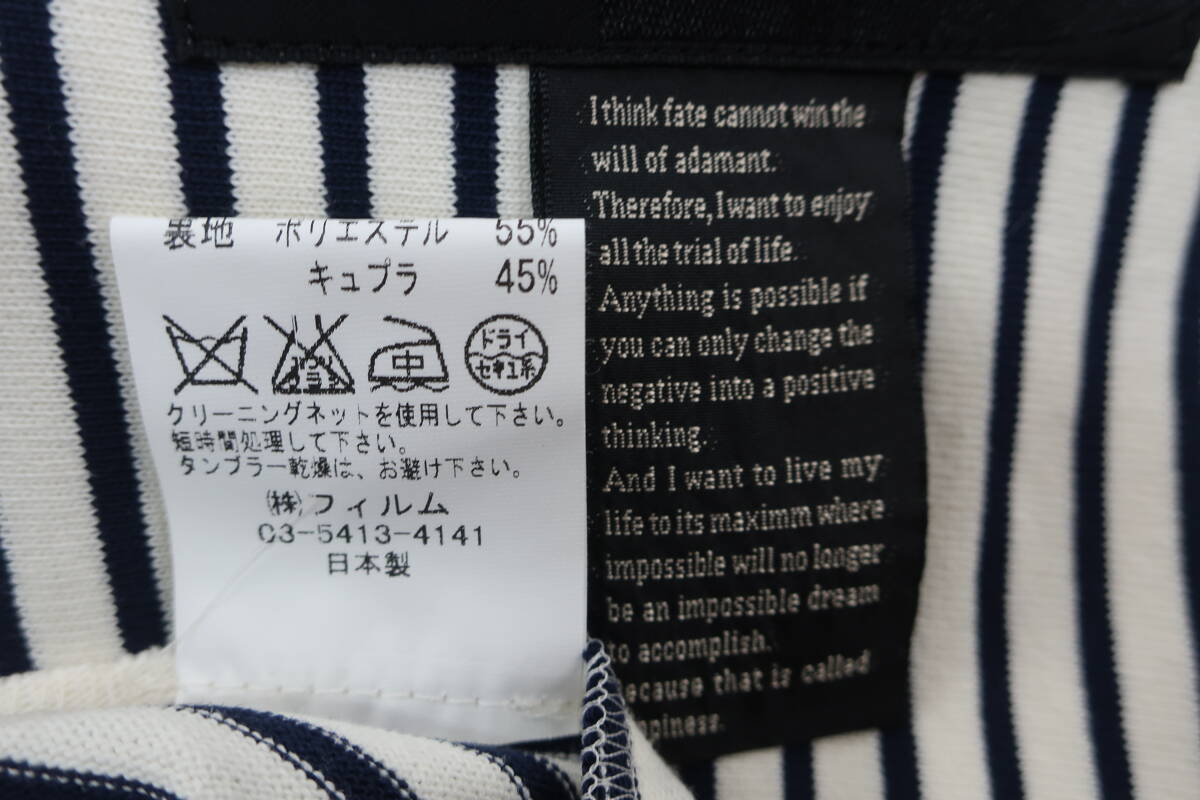 裏地 ポリエステル 55%
キュプラ 45%
中
ドライ
セキユ系
クリーニングネットを使用して下さい。
短時間処理して下さい。
タンブラー乾燥は、お避け下さい。
㈱フィルム
03-5413-4141
日本製
I think fate cannot win the
will of adamant.
Therefore, I want to enjoy
all the trial of life.
Anything is possible if
you can only change the
negative into a positive
thinking.
And I want to live my
life to its maximm where
impossible will no longer
be an impossible dream
to accomplish.
ecause that is called
ppiness.